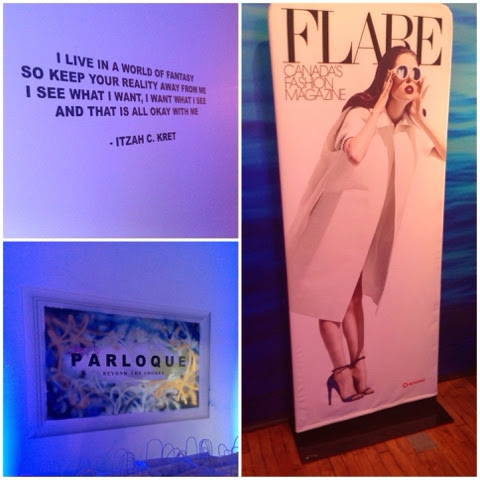 I LIVE IN A WORLD OF FANTASY
SO KEEP YOUR REALITY AWAY FROM ME
I SEE WHAT I WANT, I WANT WHAT I SEE
AND THAT IS ALL OKAY WITH ME
- ITZAH C. KRET
PARLOQUE
BEYOND THE SHORES
FLARE
CANADA'S
FASHION
MAGAZINE